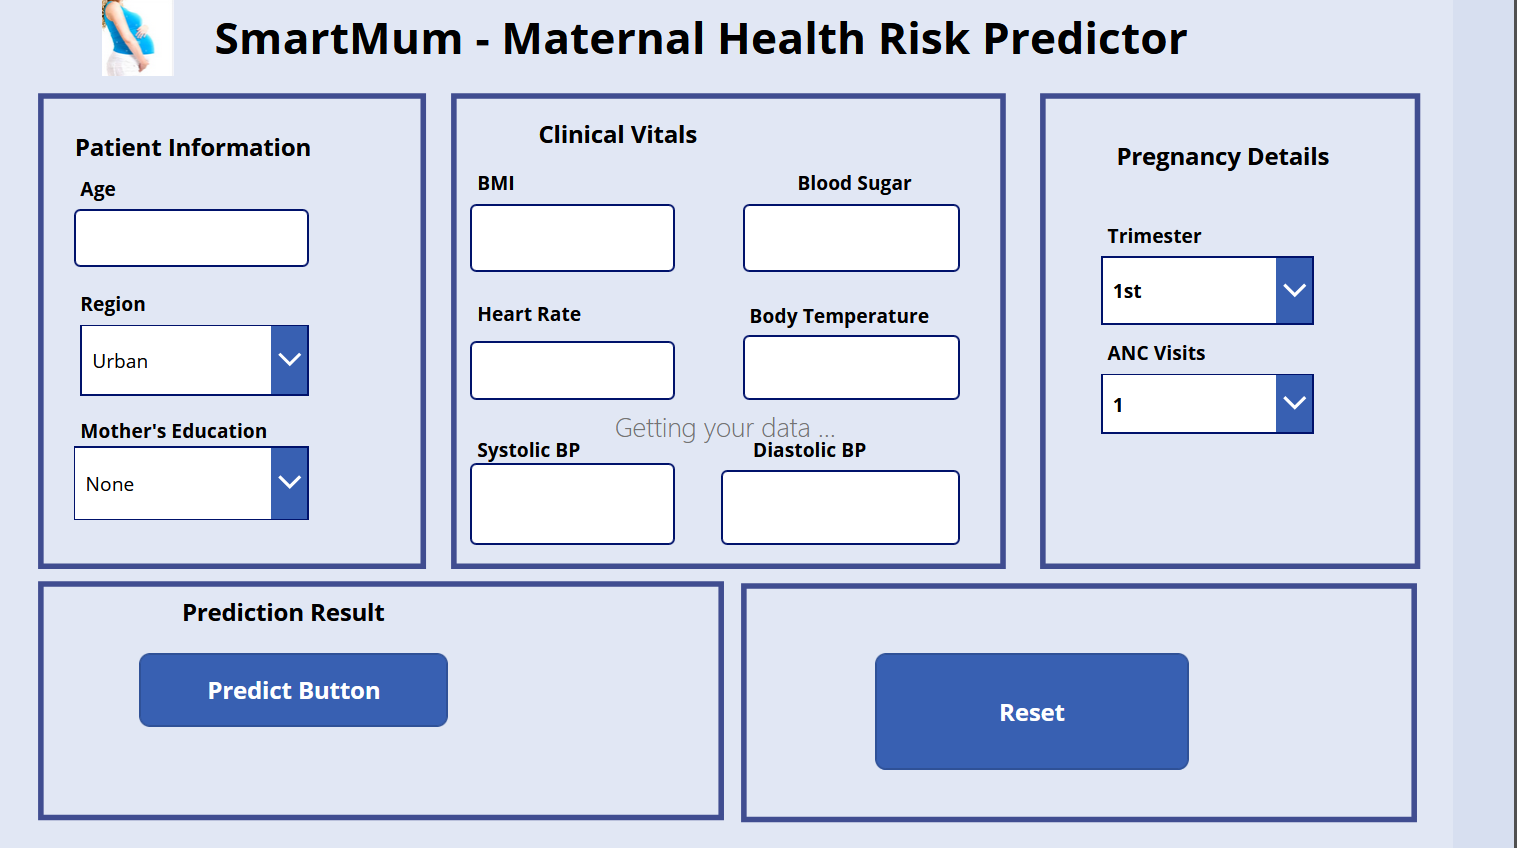 SmartMum - Maternal Health Risk Predictor
Patient Information
Age
Region
Urban
Mother's Education
None
Clinical Vitals
BMI
Blood Sugar
Heart Rate
Body Temperature
Getting your data ...
Systolic BP
Diastolic BP
Pregnancy Details
Trimester
1st
ANC Visits
1
Prediction Result
Predict Button
Reset